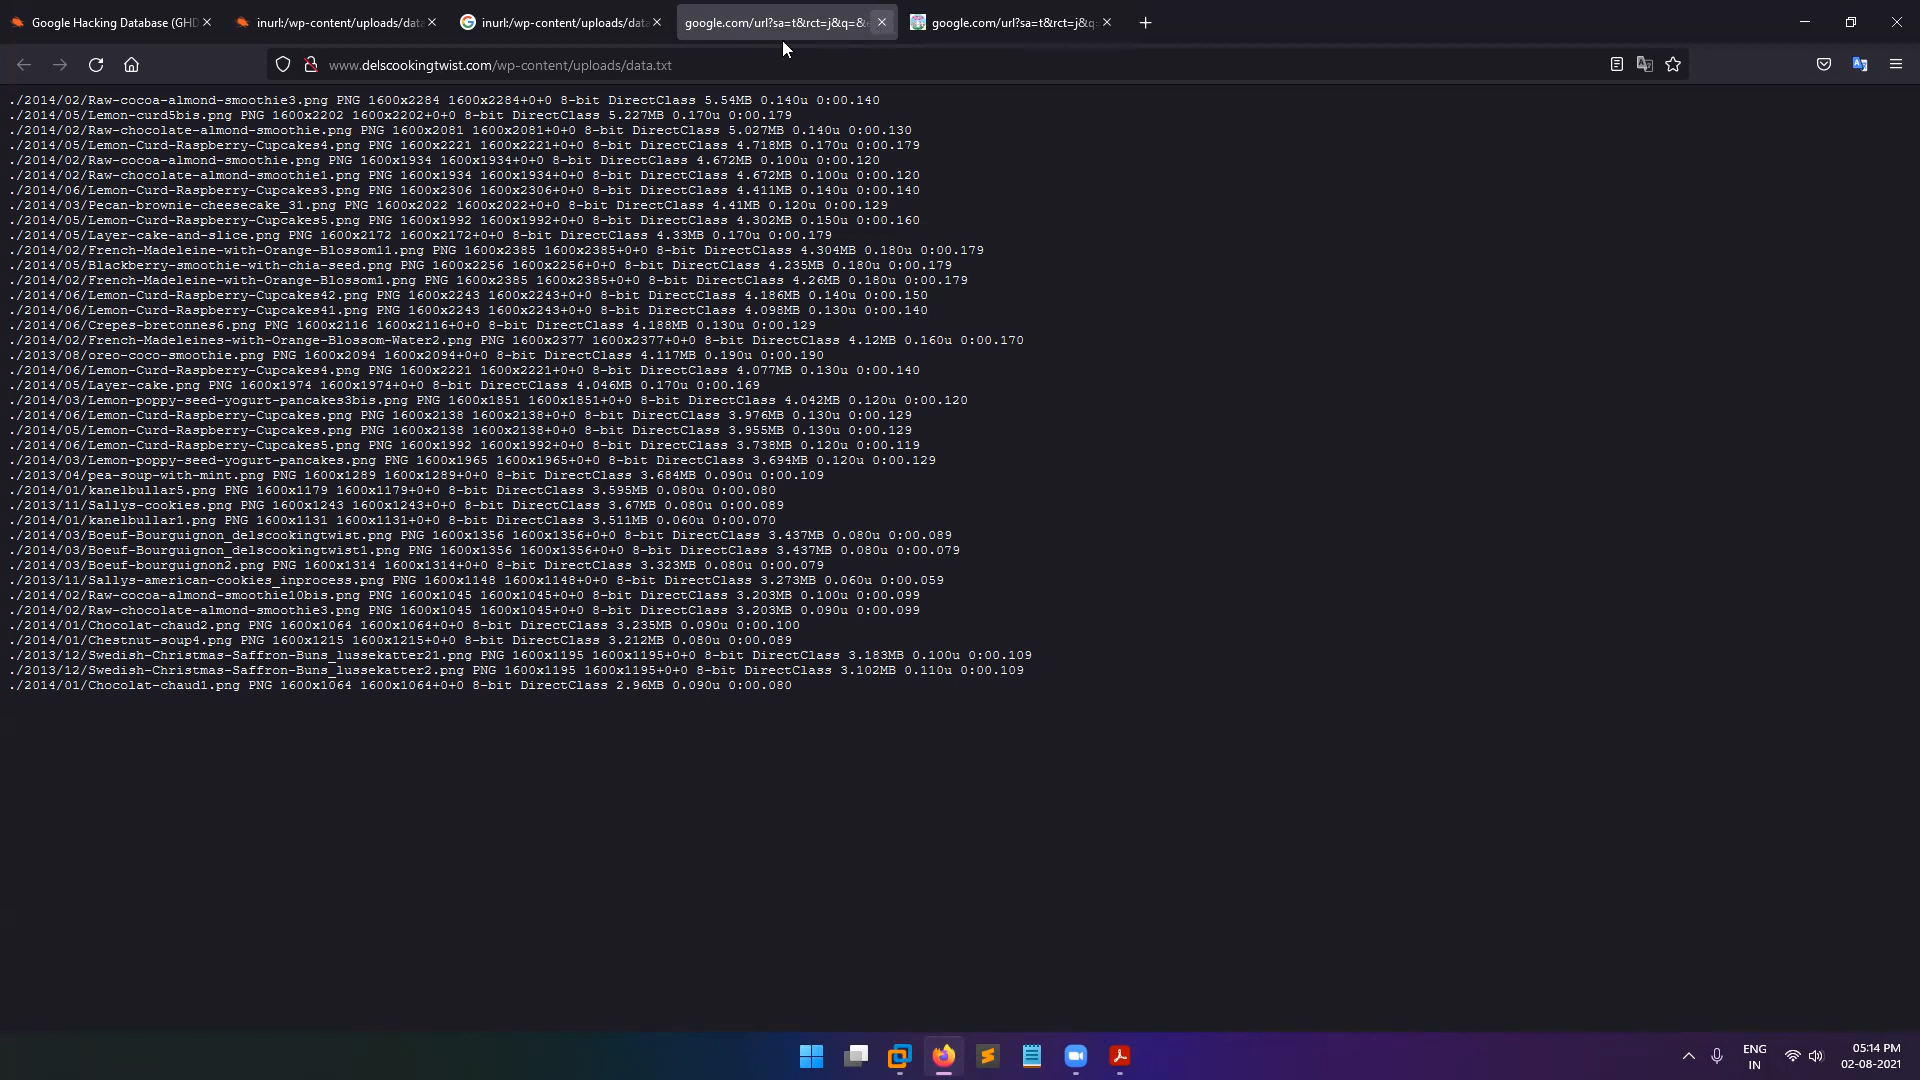 Google Hacking Database (GHD
inurl:/wp-content/uploads/data
inurl:/wp-content/uploads/data
google.com/url?sa=t&rct=j&q=&
google.com/url?sa=t&rct=j&q
www.delscookingtwist.com/wp-content/uploads/data.txt
./2014/02/Raw-cocoa-almond-smoothie3.png PNG 1600x2284 1600x2284+0+0 8-bit DirectClass 5.54MB 0.140u 0:00.140
./2014/05/Lemon-curd5bis.png PNG 1600x2202 1600x2202+0+0 8-bit DirectClass 5.227MB 0.170u 0:00.179
./2014/02/Raw-chocolate-almond-smoothie.png PNG 1600x2081 1600x2081+0+0 8-bit DirectClass 5.027MB 0.140u 0:00.130
./2014/05/Lemon-Curd-Raspberry-Cupcakes4.png PNG 1600x2221 1600x2221+0+0 8-bit DirectClass 4.718MB 0.170u 0:00.179
./2014/02/Raw-cocoa-almond-smoothie.png PNG 1600x1934 1600x1934+0+0 8-bit DirectClass 4.672MB 0.100u 0:00.120
./2014/02/Raw-chocolate-almond-smoothie1.png PNG 1600x1934 1600x1934+0+0 8-bit DirectClass 4.672MB 0.100u 0:00.120
./2014/06/Lemon-Curd-Raspberry-Cupcakes3.png PNG 1600x2306 1600x2306+0+0 8-bit DirectClass 4.411MB 0.140u 0:00.140
./2014/03/Pecan-brownie-cheesecake_31.png PNG 1600x2022 1600x2022+0+0 8-bit DirectClass 4.41MB 0.120u 0:00.129
./2014/05/Lemon-Curd-Raspberry-Cupcakes5.png PNG 1600x1992 1600x1992+0+0 8-bit DirectClass 4.302MB 0.150u 0:00.160
./2014/05/Layer-cake-and-slice.png PNG 1600x2172 1600x2172+0+0 8-bit DirectClass 4.33MB 0.170u 0:00.179
./2014/02/French-Madeleine-with-Orange-Blossom11.png PNG 1600x2385 1600x2385+0+0 8-bit DirectClass 4.304MB 0.180u 0:00.179
./2014/05/Blackberry-smoothie-with-chia-seed.png PNG 1600x2256 1600x2256+0+0 8-bit DirectClass 4.235MB 0.180u 0:00.179
./2014/02/French-Madeleine-with-Orange-Blossom1.png PNG 1600x2385 1600x2385+0+0 8-bit DirectClass 4.26MB 0.180u 0:00.179
./2014/06/Lemon-Curd-Raspberry-Cupcakes42.png PNG 1600x2243 1600x2243+0+0 8-bit DirectClass 4.186MB 0.140u 0:00.150
./2014/06/Lemon-Curd-Raspberry-Cupcakes41.png PNG 1600x2243 1600x2243+0+0 8-bit DirectClass 4.098MB 0.130u 0:00.140
./2014/06/Crepes-bretonnes6.png PNG 1600x2116 1600x2116+0+0 8-bit DirectClass 4.188MB 0.130u 0:00.129
./2014/02/French-Madeleines-with-Orange-Blossom-Water2.png PNG 1600x2377 1600x2377+0+0 8-bit DirectClass 4.12MB 0.160u 0:00.170
./2013/08/oreo-coco-smoothie.png PNG 1600x2094 1600x2094+0+0 8-bit DirectClass 4.117MB 0.190u 0:00.190
./2014/06/Lemon-Curd-Raspberry-Cupcakes4.png PNG 1600x2221 1600x2221+0+0 8-bit DirectClass 4.077MB 0.130u 0:00.140
./2014/05/Layer-cake.png PNG 1600x1974 1600x1974+0+0 8-bit DirectClass 4.046MB 0.170u 0:00.169
./2014/03/Lemon-poppy-seed-yogurt-pancakes3bis.png PNG 1600x1851 1600x1851+0+0 8-bit DirectClass 4.042MB 0.120u 0:00.120
./2014/06/Lemon-Curd-Raspberry-Cupcakes.png PNG 1600x2138 1600x2138+0+0 8-bit DirectClass 3.976MB 0.130u 0:00.129
./2014/05/Lemon-Curd-Raspberry-Cupcakes.png PNG 1600x2138 1600x2138+0+0 8-bit DirectClass 3.955MB 0.130u 0:00.129
./2014/06/Lemon-Curd-Raspberry-Cupcakes5.png PNG 1600x1992 1600x1992+0+0 8-bit DirectClass 3.738MB 0.120u 0:00.119
./2014/03/Lemon-poppy-seed-yogurt-pancakes.png PNG 1600x1965 1600x1965+0+0 8-bit DirectClass 3.694MB 0.120u 0:00.129
./2013/04/pea-soup-with-mint.png PNG 1600x1289 1600x1289+0+0 8-bit DirectClass 3.684MB 0.090u 0:00.109
./2014/01/kanelbullar5.png PNG 1600x1179 1600x1179+0+0 8-bit DirectClass 3.595MB 0.080u 0:00.080
./2013/11/Sallys-cookies.png PNG 1600x1243 1600x1243+0+0 8-bit DirectClass 3.67MB 0.080u 0:00.089
./2014/01/kanelbullar1.png PNG 1600x1131 1600x1131+0+0 8-bit DirectClass 3.511MB 0.060u 0:00.070
./2014/03/Boeuf-Bourguignon_delscookingtwist.png PNG 1600x1356 1600x1356+0+0 8-bit DirectClass 3.437MB 0.080u 0:00.089
./2014/03/Boeuf-Bourguignon_delscookingtwist1.png PNG 1600x1356 1600x1356+0+0 8-bit DirectClass 3.437MB 0.080u 0:00.079
./2014/03/Boeuf-bourguignon2.png PNG 1600x1314 1600x1314+0+0 8-bit DirectClass 3.323MB 0.080u 0:00.079
./2013/11/Sallys-american-cookies_inprocess.png PNG 1600x1148 1600x1148+0+0 8-bit DirectClass 3.273MB 0.060u 0:00.059
./2014/02/Raw-cocoa-almond-smoothie10bis.png PNG 1600x1045 1600x1045+0+0 8-bit DirectClass 3.203MB 0.100u 0:00.099
./2014/02/Raw-chocolate-almond-smoothie3.png PNG 1600x1045 1600x1045+0+0 8-bit DirectClass 3.203MB 0.090u 0:00.099
./2014/01/Chocolat-chaud2.png PNG 1600x1064 1600x1064+0+0 8-bit DirectClass 3.235MB 0.090u 0:00.100
./2014/01/Chestnut-soup4.png PNG 1600x1215 1600x1215+0+0 8-bit DirectClass 3.212MB 0.080u 0:00.089
./2013/12/Swedish-Christmas-Saffron-Buns_lussekatter21.png PNG 1600x1195 1600x1195+0+0 8-bit DirectClass 3.183MB 0.100u 0:00.109
./2013/12/Swedish-Christmas-Saffron-Buns_lussekatter2.png PNG 1600x1195 1600x1195+0+0 8-bit DirectClass 3.102MB 0.110u 0:00.109
./2014/01/Chocolat-chaud1.png PNG 1600x1064 1600x1064+0+0 8-bit DirectClass 2.96MB 0.090u 0:00.080
ENG
IN
05:14 PM
02-08-2021